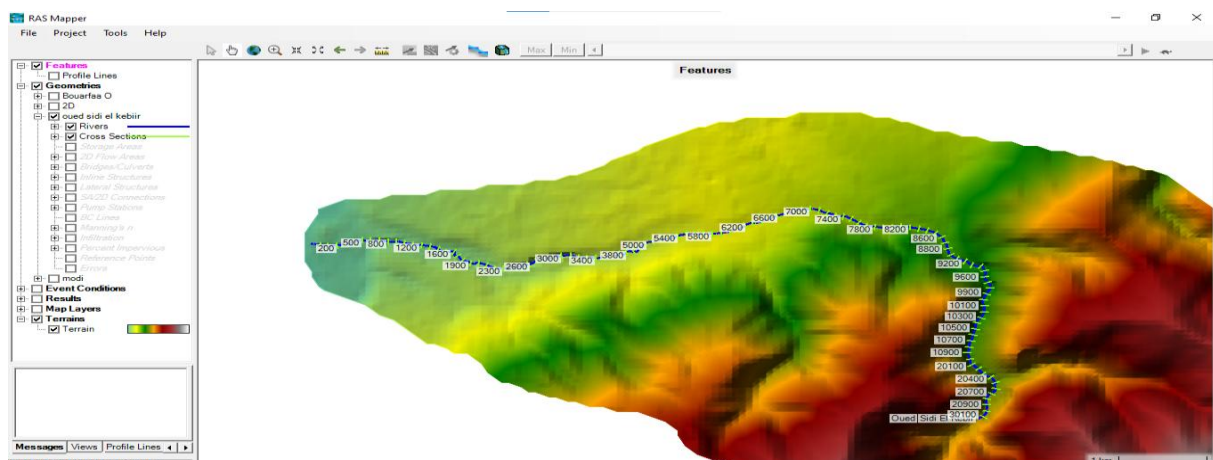 RAS Mapper
File Project Tools Help
Max Min
Features
Profile Lines
Geometries
Bouarfaa O
2D
oued sidi el kebiir
Rivers
Cross Sections
Storage Areas
2D Flow Areas
Bridges/Culverts
Inline Structures
Lateral Structures
SA/2D Connections
Pump Stations
BC Lines
Manning's n
Infiltration
Percent Impervious
Reference Points
Errors
modi
Event Conditions
Results
Map Layers
Terrains
Terrain
Messages Views Profile Lines
Features
200
500
800
1200
1600
1900
2300
2600
3000
3400
3800
5000
5400
5800
6200
6600
7000
7400
7800
8200
8600
8800
9200
9600
9900
10100
10300
10500
10700
10900
20100
20400
20700
20900
30100
Oued Sidi El